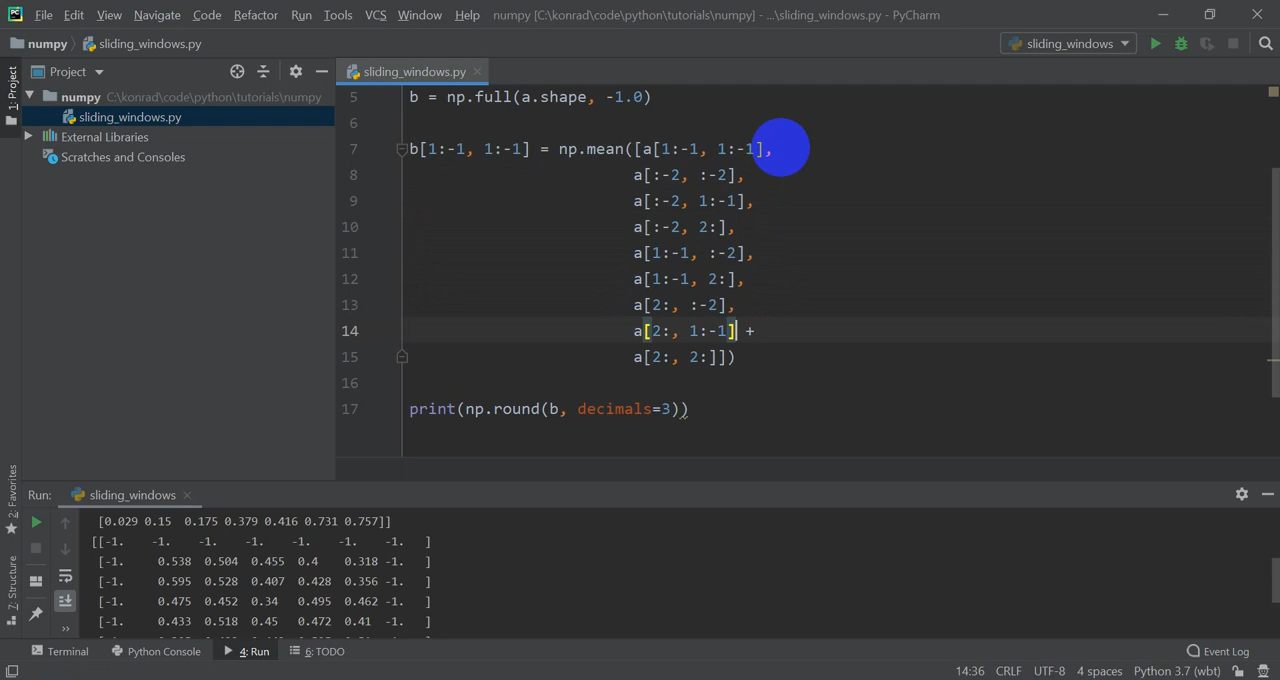 File Edit View Navigate Code Refactor Run Tools VCS Window Help numpy [C:\konrad\code\python\tutorials\numpy] - ...\sliding_windows.py - PyCharm
numpy sliding_windows.py sliding_windows
1: Project
Project
sliding_windows.py
numpy C:\konrad\code\python\tutorials\numpy
sliding_windows.py
External Libraries
Scratches and Consoles
5 b = np.full(a.shape, -1.0)
6
7 b[1:-1, 1:-1] = np.mean([a[1:-1, 1:-1],
8 a[:-2, :-2],
9 a[:-2, 1:-1],
10 a[:-2, 2:],
11 a[1:-1, :-2],
12 a[1:-1, 2:],
13 a[2:, :-2],
14 a[2:, 1:-1] +
15 a[2:, 2:]])
16
17 print(np.round(b, decimals=3))
2: Favorites
7: Structure
Run: sliding_windows
[0.029 0.15 0.175 0.379 0.416 0.731 0.757]]
[[-1. -1. -1. -1. -1. -1. -1. ]
[-1. 0.538 0.504 0.455 0.4 0.318 -1. ]
[-1. 0.595 0.528 0.407 0.428 0.356 -1. ]
[-1. 0.475 0.452 0.34 0.495 0.462 -1. ]
[-1. 0.433 0.518 0.45 0.472 0.41 -1. ]
Terminal Python Console 4: Run 6: TODO Event Log
14:36 CRLF UTF-8 4 spaces Python 3.7 (wbt)